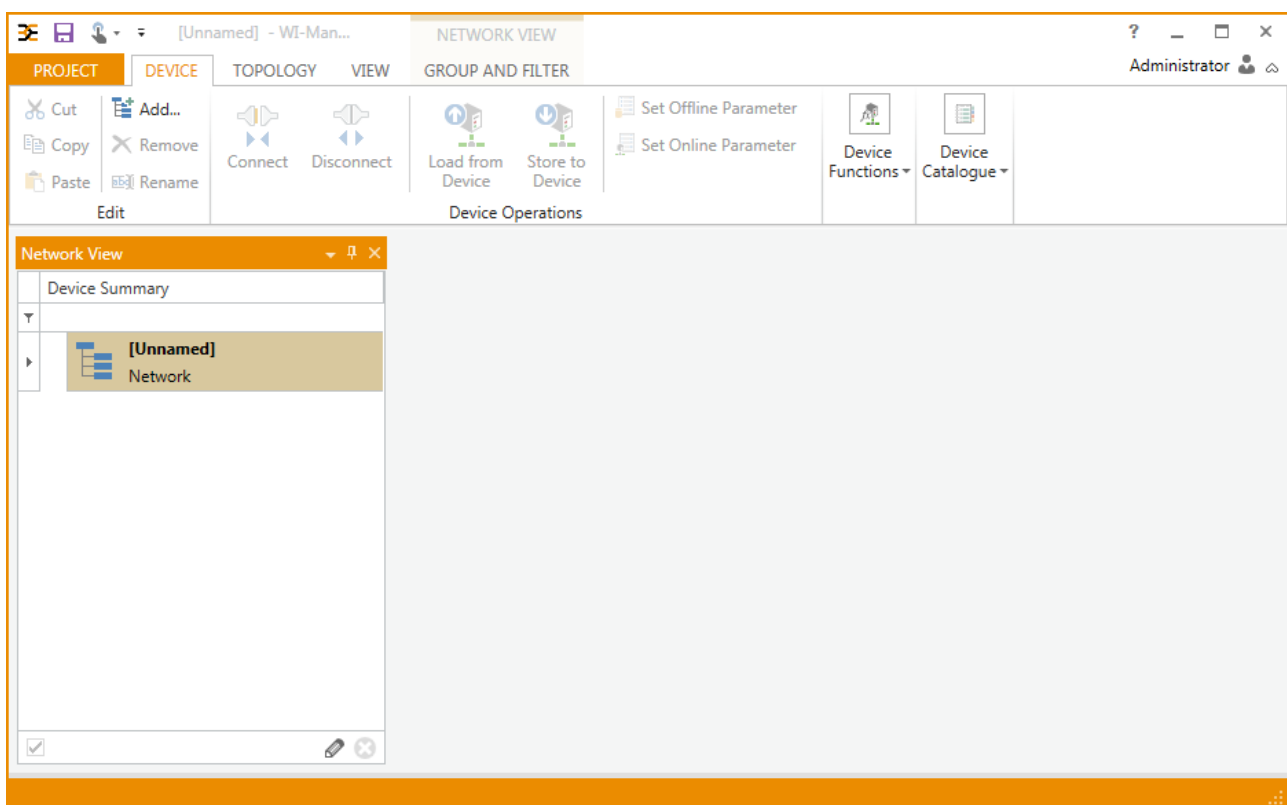 [Unnamed] - WI-Man... NETWORK VIEW ?
PROJECT DEVICE TOPOLOGY VIEW GROUP AND FILTER Administrator
Cut Add... Set Offline Parameter
Copy Remove Connect Disconnect Set Online Parameter
Load from Device
Store to Device
Device Functions
Device Catalogue
Paste Rename
Edit Device Operations
Network View
Device Summary
[Unnamed]
Network